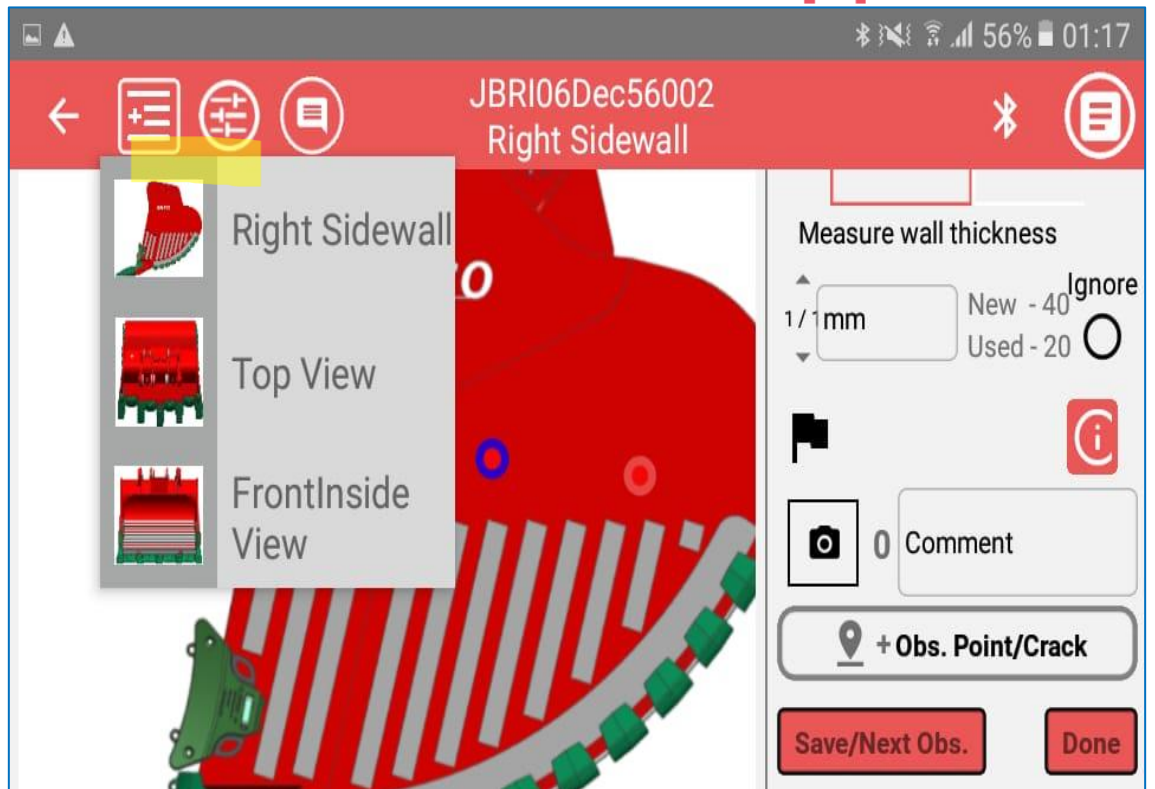 56% 01:17
JBRI06Dec56002
Right Sidewall
Right Sidewall
Top View
FrontInside
View
Measure wall thickness
Ignore
1 / 1 mm
New - 40
Used - 20
0
Comment
+ Obs. Point/Crack
Save/Next Obs.
Done